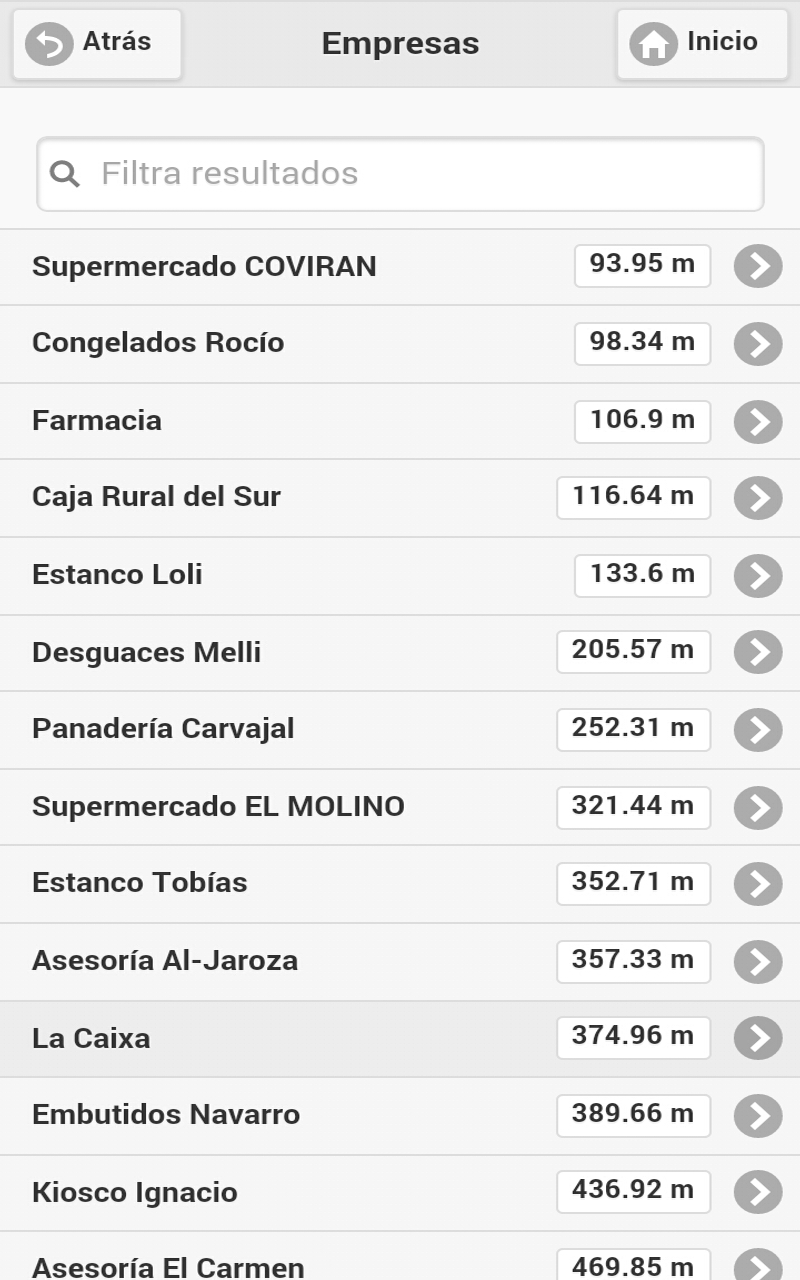 Atrás
Empresas
Inicio
Filtra resultados
Supermercado COVIRAN 93.95 m
Congelados Rocío 98.34 m
Farmacia 106.9 m
Caja Rural del Sur 116.64 m
Estanco Loli 133.6 m
Desguaces Melli 205.57 m
Panadería Carvajal 252.31 m
Supermercado EL MOLINO 321.44 m
Estanco Tobías 352.71 m
Asesoría Al-Jaroza 357.33 m
La Caixa 374.96 m
Embutidos Navarro 389.66 m
Kiosco Ignacio 436.92 m
Asesoría El Carmen 469.85 m